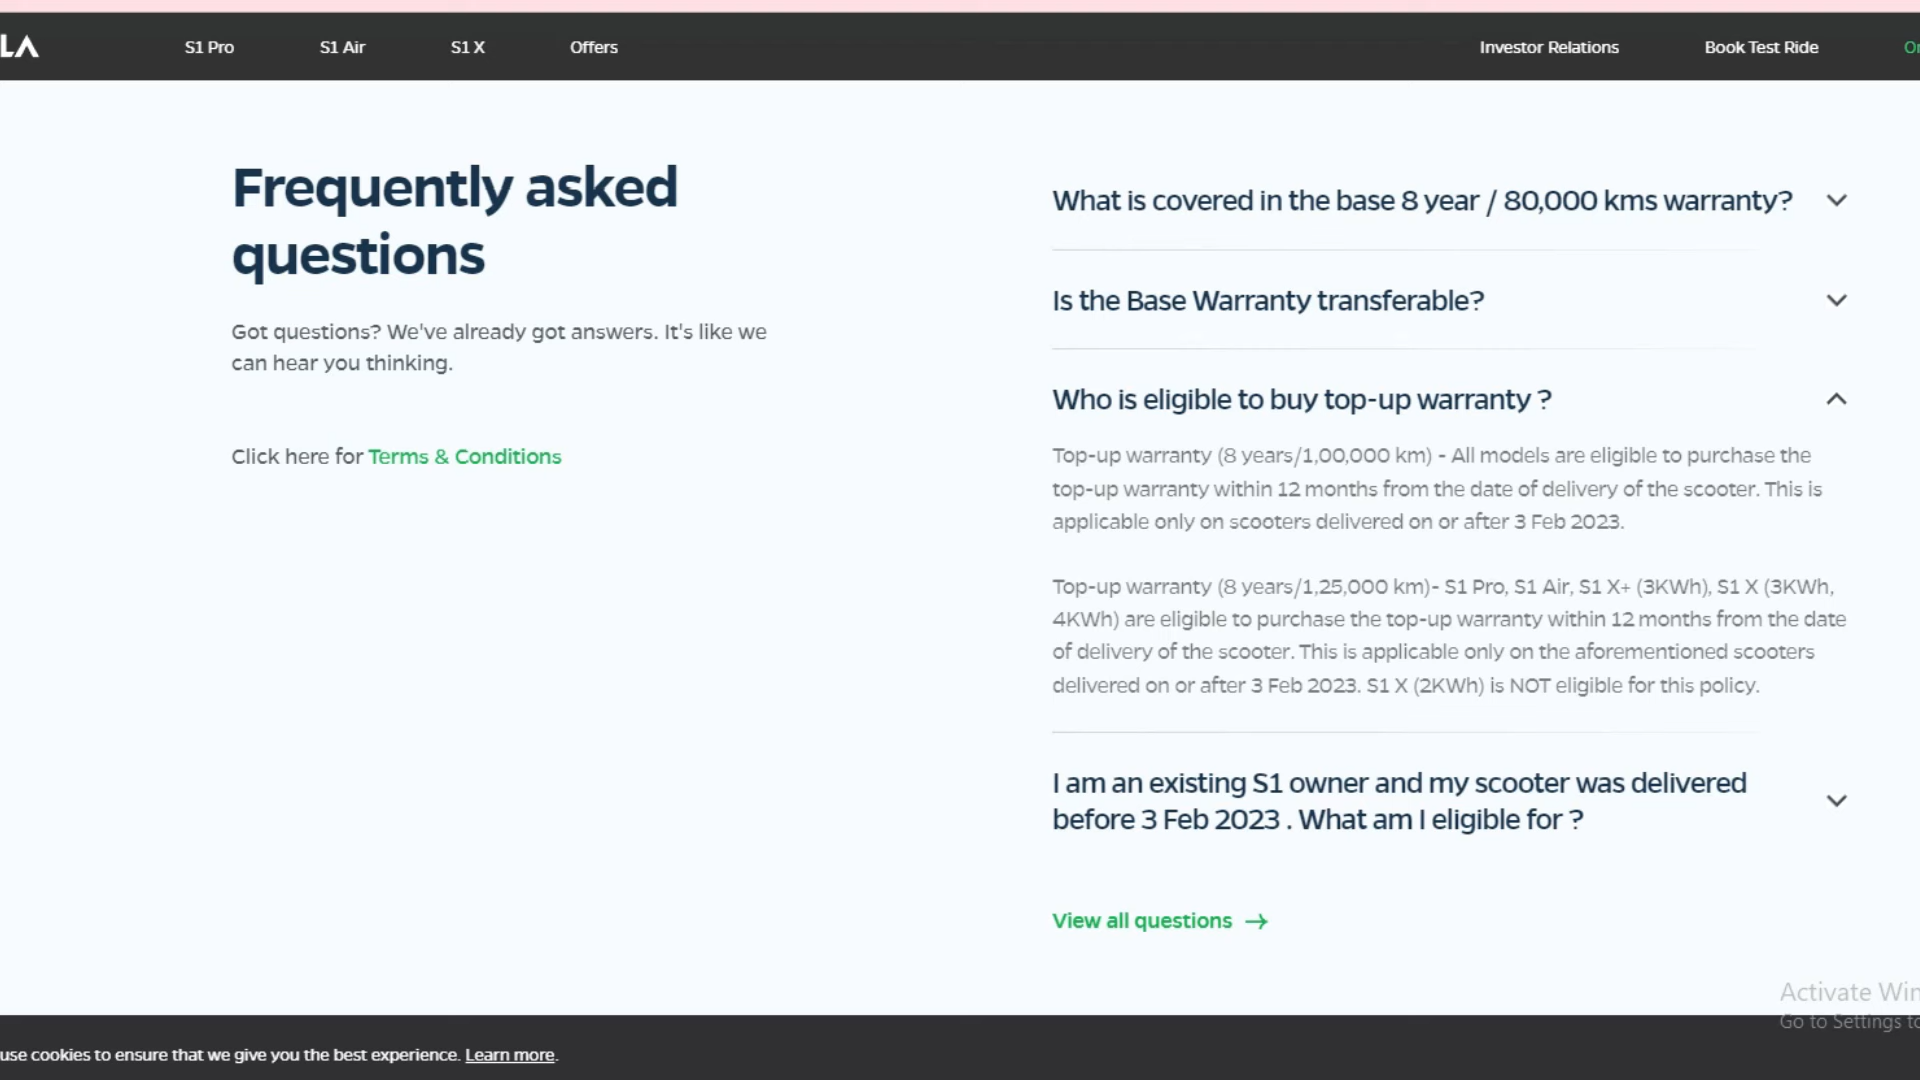 LA
S1 Pro
S1 Air
S1 X
Offers
Investor Relations
Book Test Ride
Frequently asked
questions
Got questions? We've already got answers. It's like we
can hear you thinking.
Click here for Terms & Conditions
What is covered in the base 8 year / 80,000 kms warranty?
Is the Base Warranty transferable?
Who is eligible to buy top-up warranty ?
Top-up warranty (8 years/1,00,000 km) - All models are eligible to purchase the
top-up warranty within 12 months from the date of delivery of the scooter. This is
applicable only on scooters delivered on or after 3 Feb 2023.
Top-up warranty (8 years/1,25,000 km)- S1 Pro, S1 Air, S1 X+ (3KWh), S1 X (3KWh,
4KWh) are eligible to purchase the top-up warranty within 12 months from the date
of delivery of the scooter. This is applicable only on the aforementioned scooters
delivered on or after 3 Feb 2023. S1 X (2KWh) is NOT eligible for this policy.
I am an existing S1 owner and my scooter was delivered
before 3 Feb 2023 . What am I eligible for ?
View all questions
Activate Win
Go to Settings to
use cookies to ensure that we give you the best experience. Learn more.